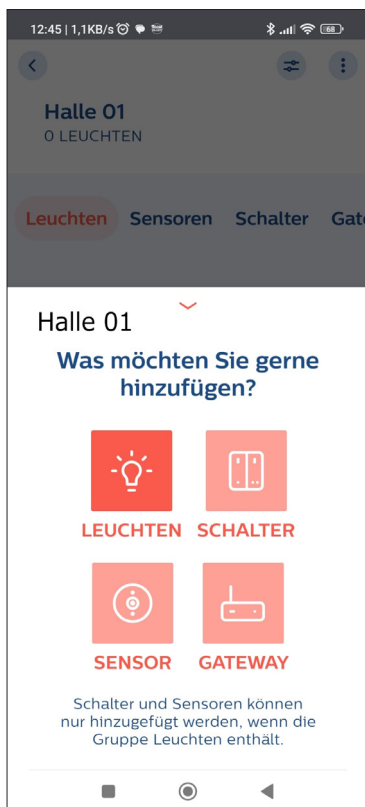 12:45 | 1,1KB/s
68
Halle 01
0 LEUCHTEN
Leuchten Sensoren Schalter Gat
Halle 01
Was möchten Sie gerne
hinzufügen?
LEUCHTEN SCHALTER
SENSOR GATEWAY
Schalter und Sensoren können
nur hinzugefügt werden, wenn die
Gruppe Leuchten enthält.